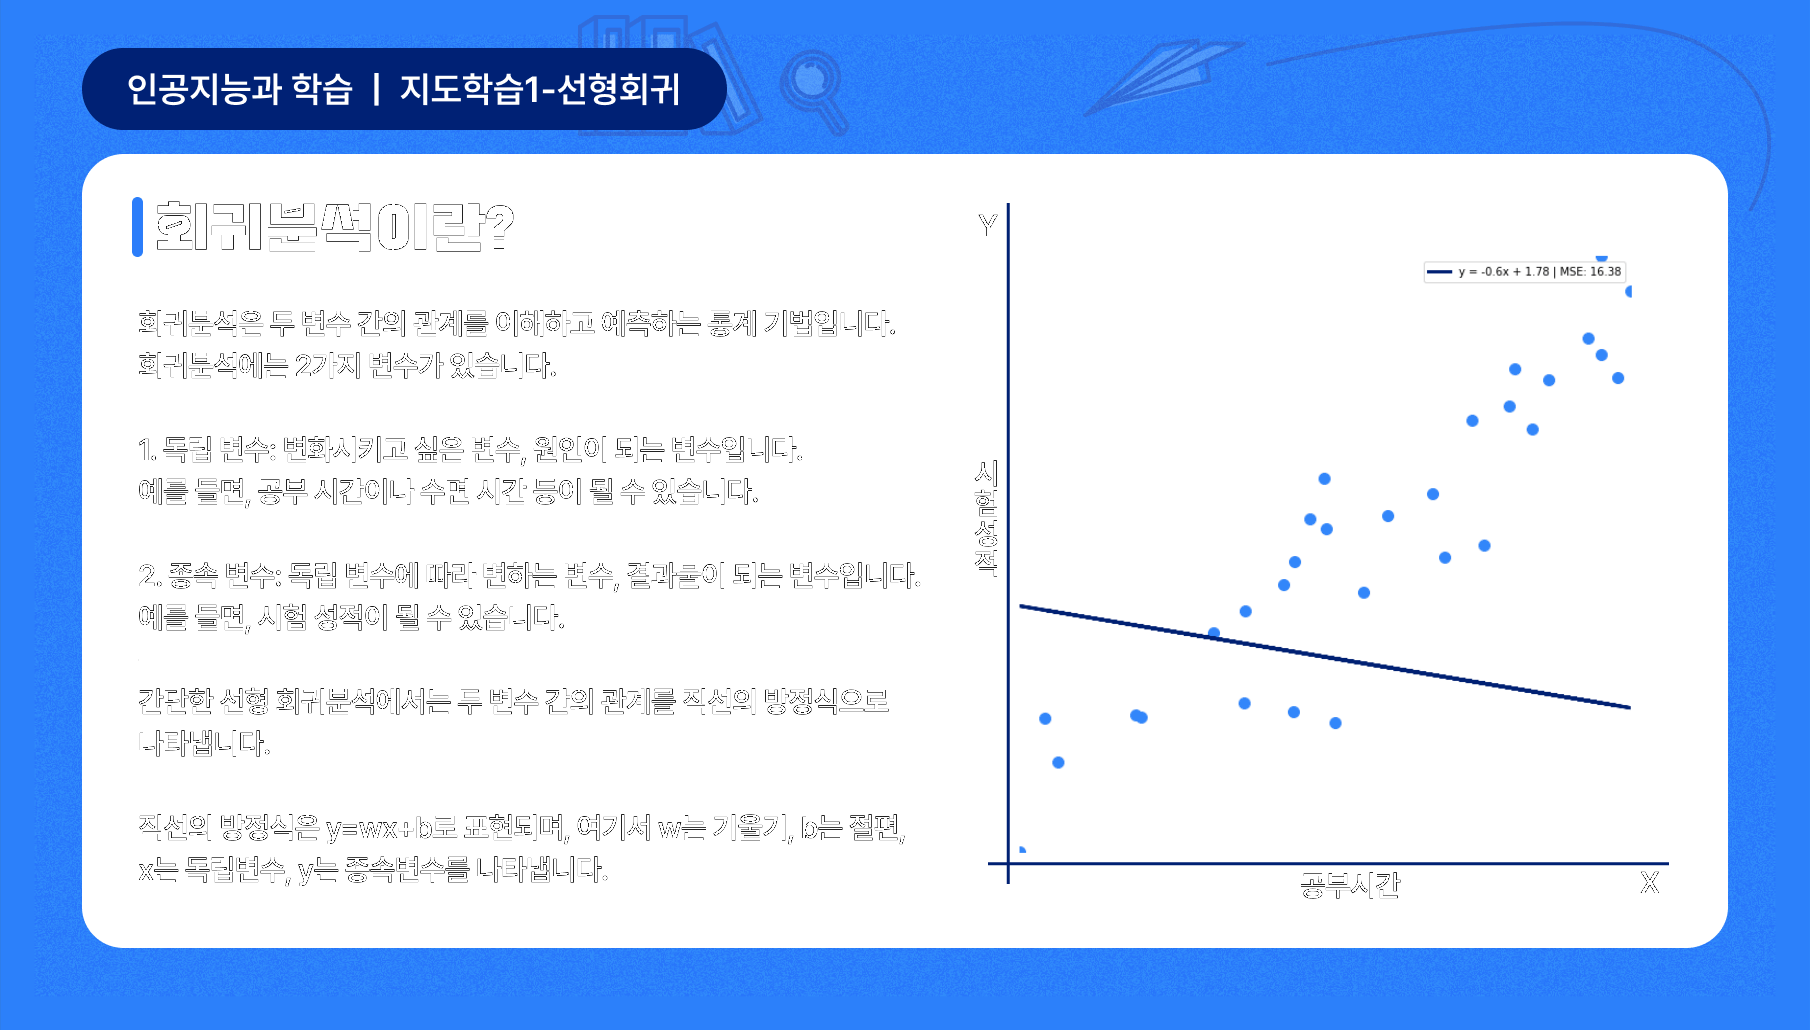 인공지능과 학습 | 지도학습1-선형회귀
회귀분석이란?
회귀분석은 두 변수 간의 관계를 이해하고 예측하는 통계 기법입니다.
회귀분석에는 2가지 변수가 있습니다.
1. 독립 변수: 변화시키고 싶은 변수, 원인이 되는 변수입니다.
예를 들면, 공부 시간이나 수면 시간 등이 될 수 있습니다.
2. 종속 변수: 독립 변수에 따라 변하는 변수, 결과물이 되는 변수입니다.
예를 들면, 시험 성적이 될 수 있습니다.
간단한 선형 회귀분석에서는 두 변수 간의 관계를 직선의 방정식으로
나타냅니다.
직선의 방정식은 y=wx+b로 표현되며, 여기서 w는 기울기, b는 절편,
x는 독립변수, y는 종속변수를 나타냅니다.
Y
y = -0.6x + 1.78 | MSE: 16.38
시험성적
공부시간
X